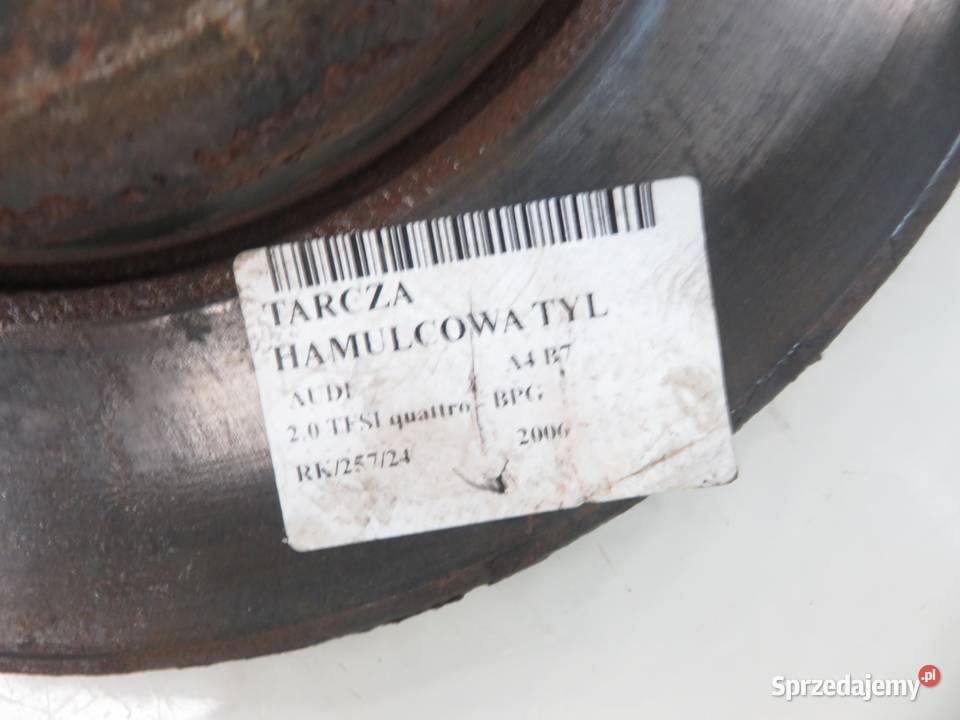 TARCZA
HAMULCOWA TYL
AUDI A4 B7
2.0 TFSI quattro - BPG
RK/257/24 2006
Sprzedajemy.pl